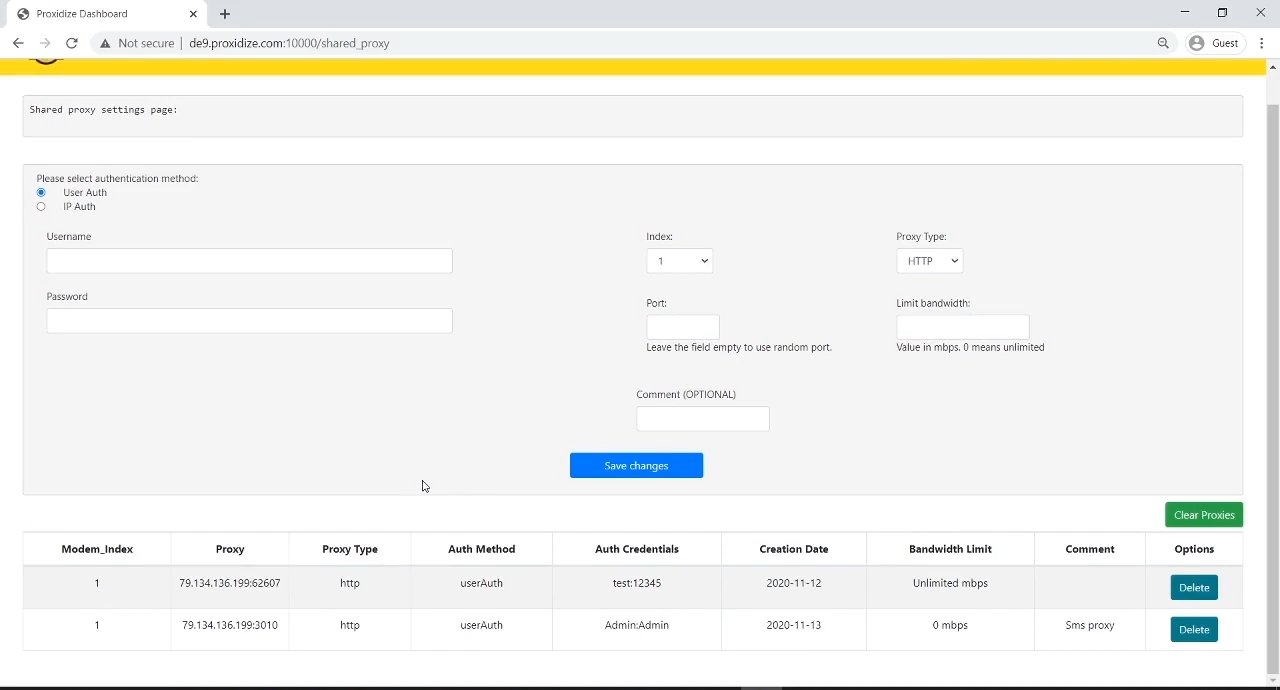 Proxidize Dashboard
Not secure | de9.proxidize.com:10000/shared_proxy
Guest
Shared proxy settings page:
Please select authentication method:
User Auth
IP Auth
Username
Index:
Proxy Type:
1
HTTP
Password
Port:
Limit bandwidth:
Leave the field empty to use random port.
Value in mbps. 0 means unlimited
Comment (OPTIONAL)
Save changes
Clear Proxies
Modem_Index Proxy Proxy Type Auth Method Auth Credentials Creation Date Bandwidth Limit Comment Options
1 79.134.136.199:62607 http userAuth test:12345 2020-11-12 Unlimited mbps Delete
1 79.134.136.199:3010 http userAuth Admin:Admin 2020-11-13 0 mbps Sms proxy Delete